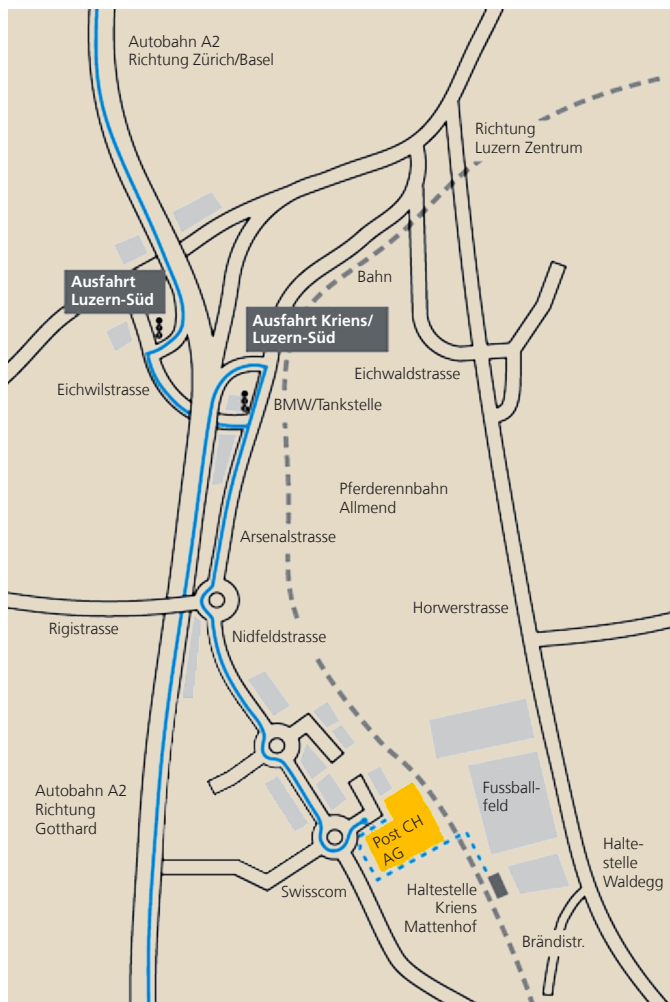 Autobahn A2
Richtung Zürich/Basel
Richtung
Luzern Zentrum
Bahn
Ausfahrt
Luzern-Süd
Ausfahrt Kriens/
Luzern-Süd
Eichwilstrasse
Eichwaldstrasse
BMW/Tankstelle
Pferderennbahn
Allmend
Arsenalstrasse
Horwerstrasse
Rigistrasse
Nidfeldstrasse
Autobahn A2
Richtung
Gotthard
Fussball-
feld
Post CH
AG
Halte-
stelle
Waldegg
Swisscom
Haltestelle
Kriens
Mattenhof
Brändistr.